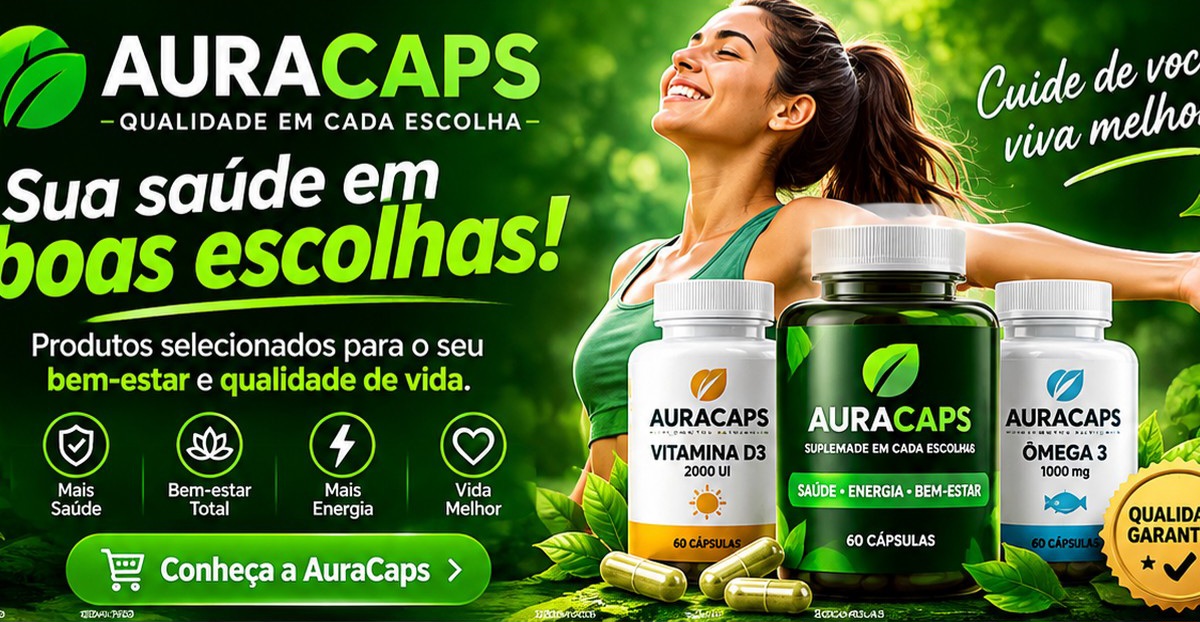 AURACAPS
QUALIDADE EM CADA ESCOLHA
Sua saúde em
boas escolhas!
Produtos selecionados para o seu
bem-estar e qualidade de vida.
Mais
Saúde
Bem-estar
Total
Mais
Energia
Vida
Melhor
Conheça a AuraCaps
Cuide de voc
viva melho
AURACAPS
VITAMINA D3
2000 UI
60 CÁPSULAS
AURACAPS
SUPLEMADE EM CADA ESCOLHAS
SAÚDE • ENERGIA • BEM-ESTAR
60 CÁPSULAS
AURACAPS
ÔMEGA 3
1000 mg
60 CÁPSULAS
QUALIDA
GARANT